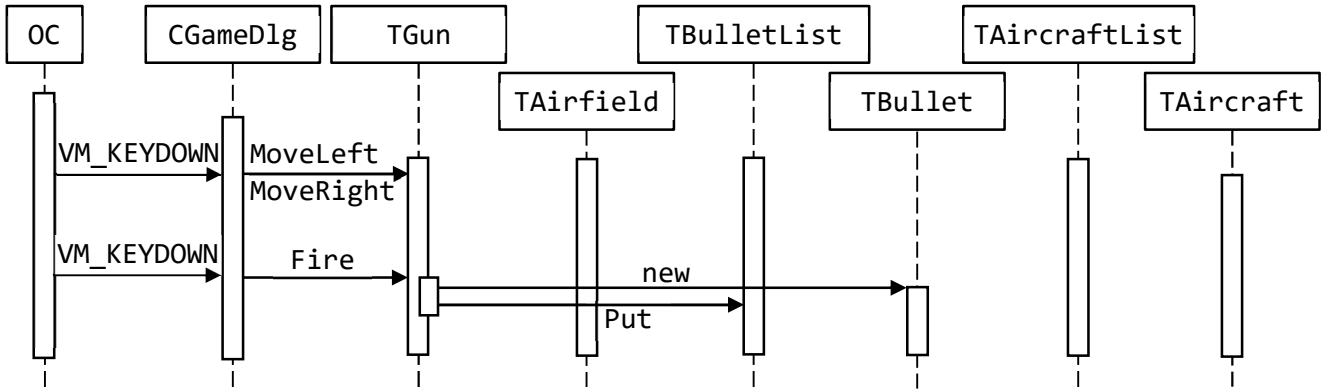 OC
CGameDlg
TGun
TBulletList
TAircraftList
TAirfield
TBullet
TAircraft
VM_KEYDOWN
MoveLeft
MoveRight
VM_KEYDOWN
Fire
new
Put